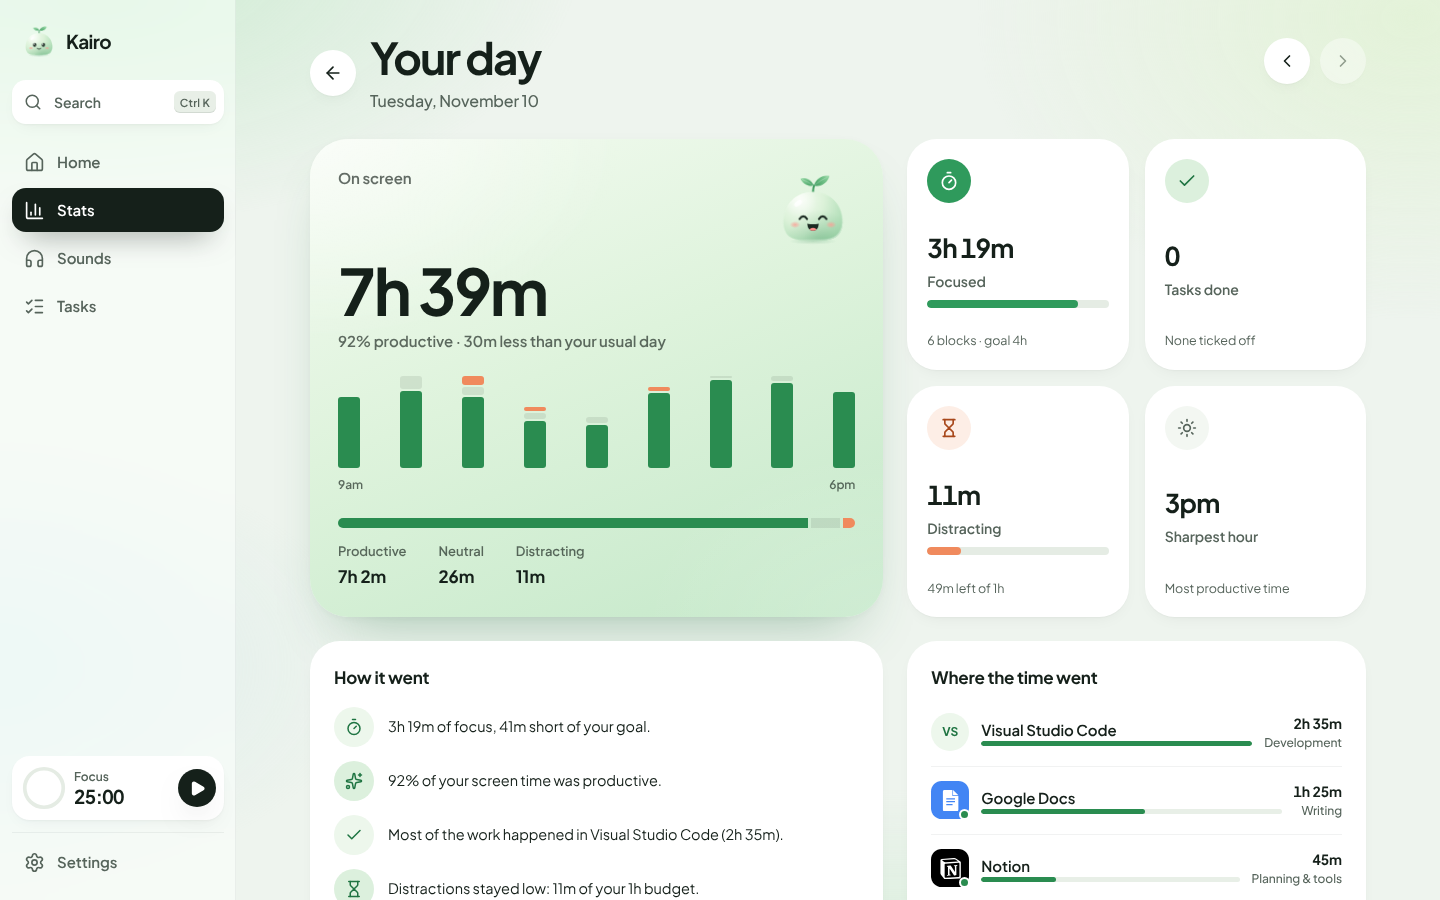 Kairo
Search
Ctrl K
Home
Stats
Sounds
Tasks
Focus
25:00
Settings
Your day
Tuesday, November 10
On screen
7h 39m
92% productive · 30m less than your usual day
9am
6pm
Productive
7h 2m
Neutral
26m
Distracting
11m
3h 19m
Focused
6 blocks · goal 4h
0
Tasks done
None ticked off
11m
Distracting
49m left of 1h
3pm
Sharpest hour
Most productive time
How it went
3h 19m of focus, 41m short of your goal.
92% of your screen time was productive.
Most of the work happened in Visual Studio Code (2h 35m).
Distractions stayed low: 11m of your 1h budget.
Where the time went
VS
Visual Studio Code
2h 35m
Development
Google Docs
1h 25m
Writing
N
Notion
45m
Planning & tools